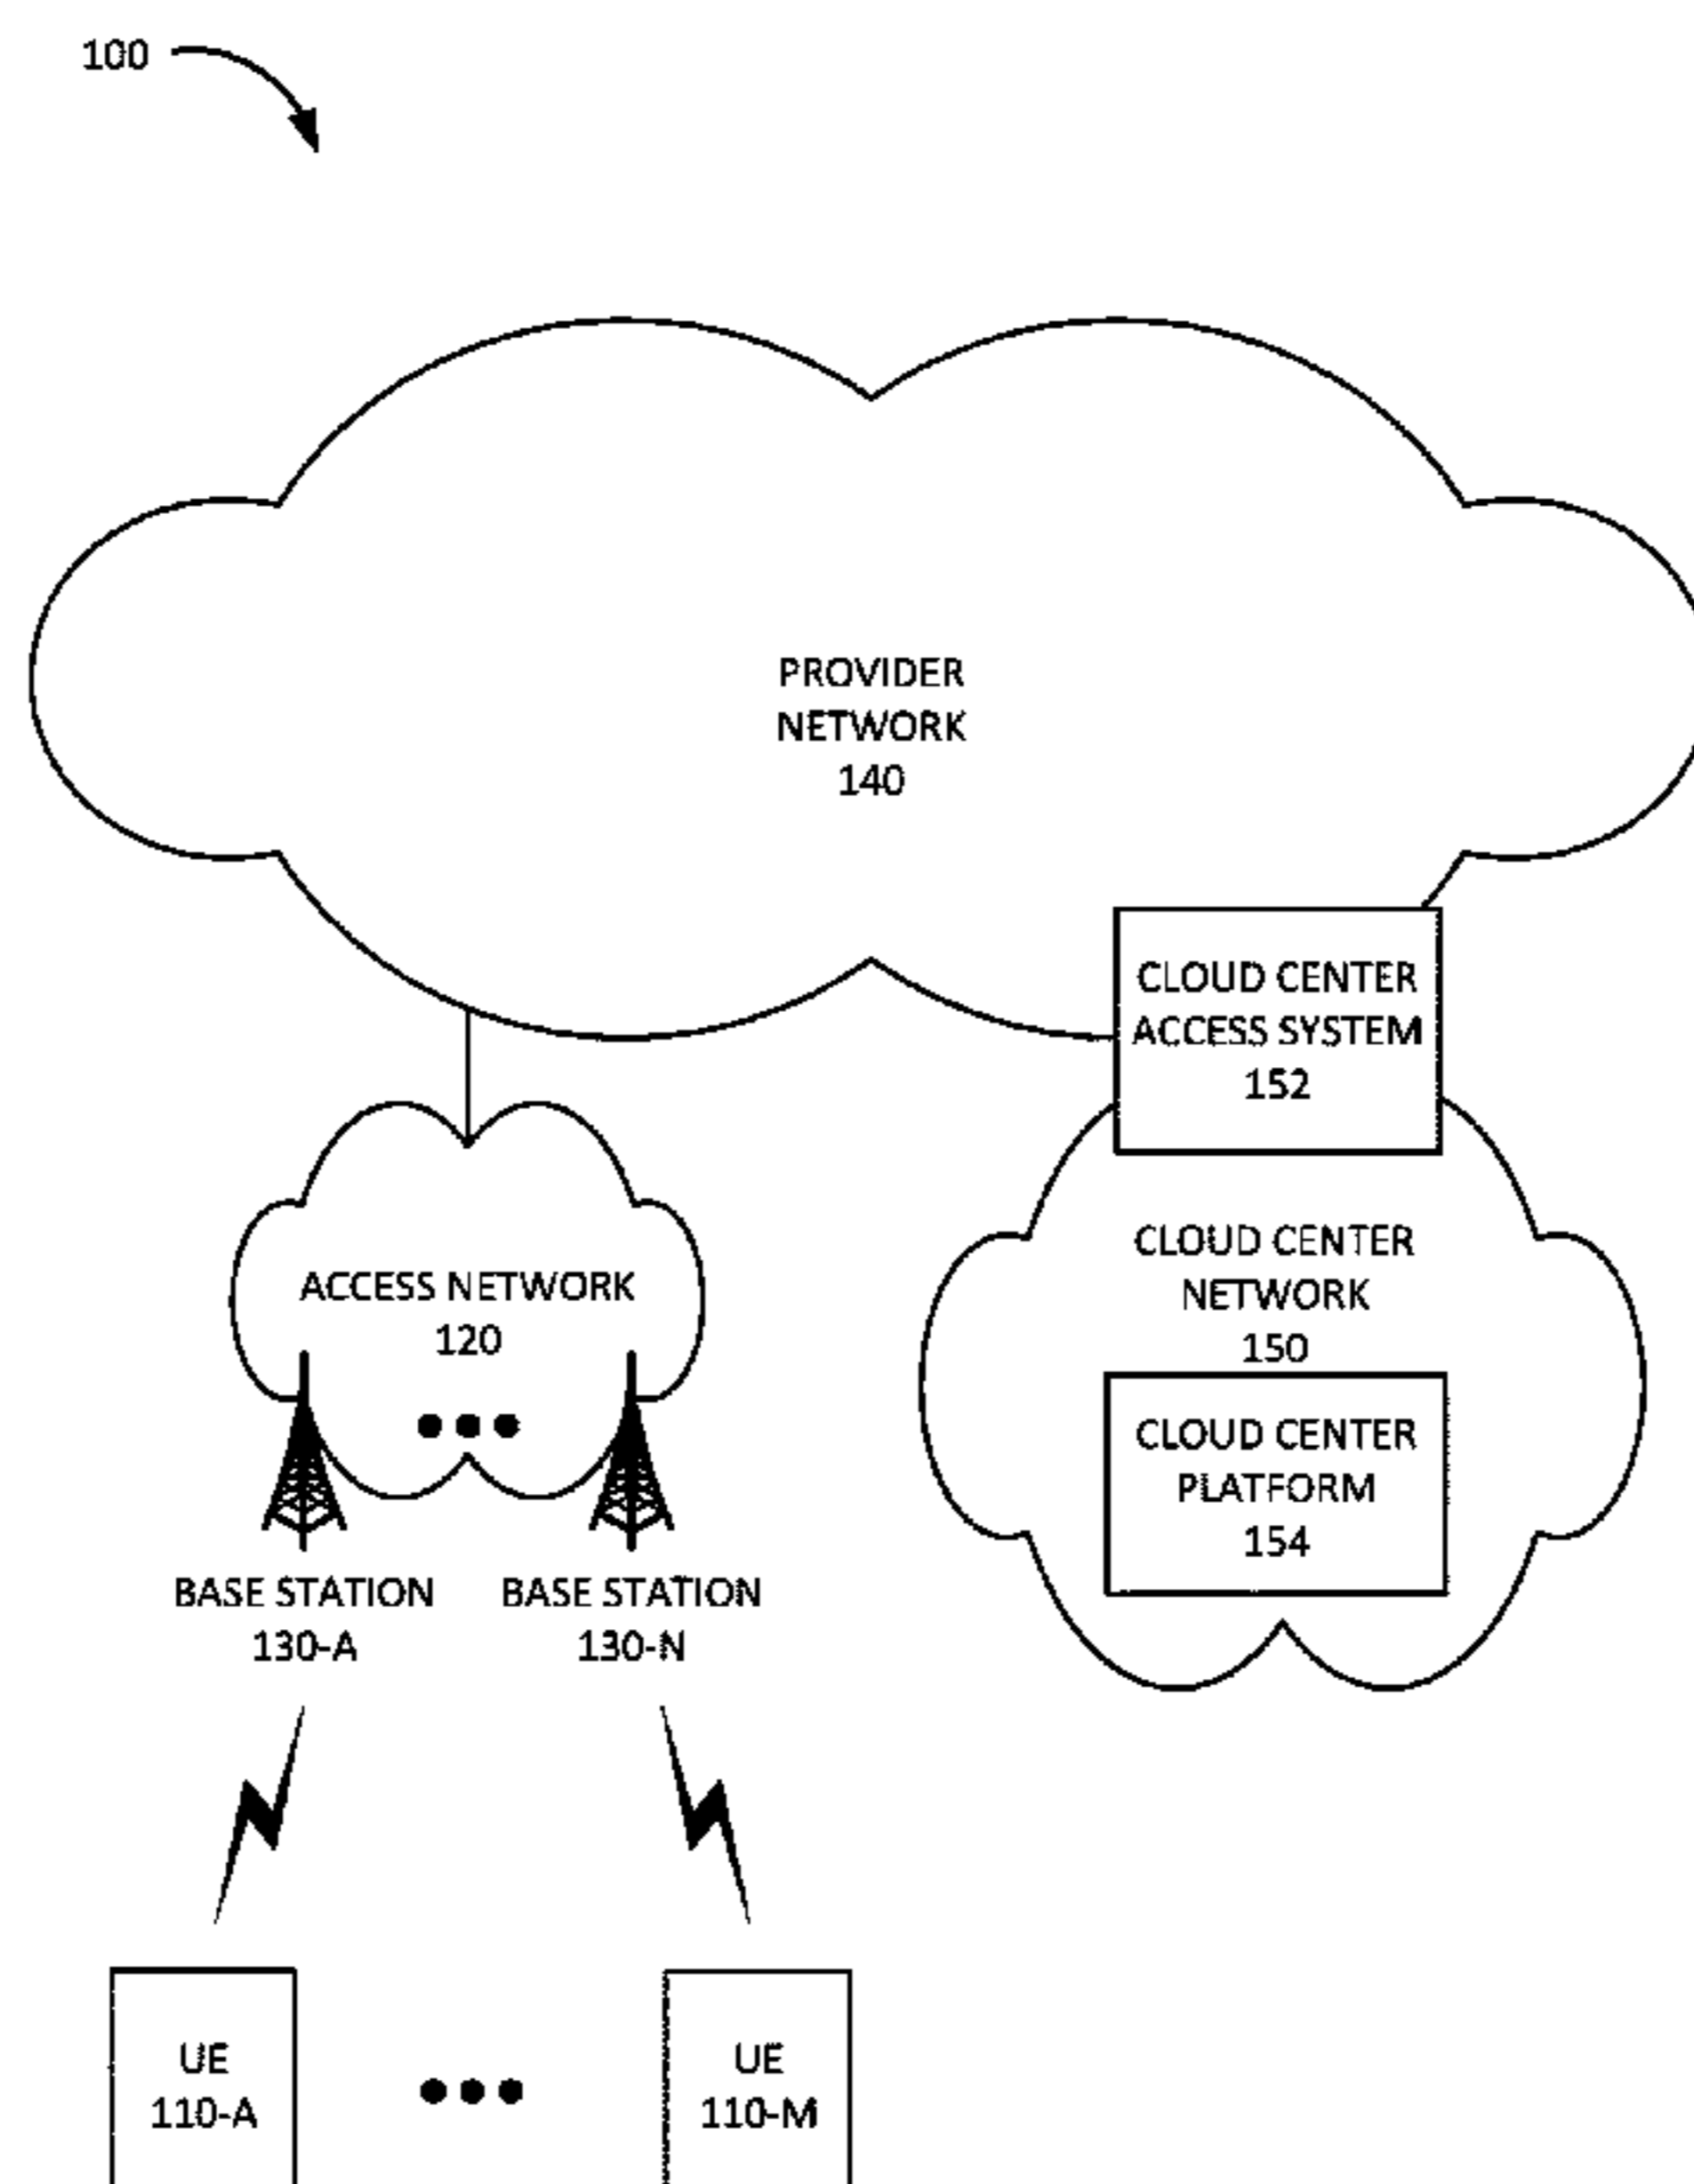 100
PROVIDER
NETWORK
140
CLOUD CENTER
ACCESS SYSTEM
152
ACCESS NETWORK
120
CLOUD CENTER
NETWORK
150
CLOUD CENTER
PLATFORM
154
BASE STATION
130-A
BASE STATION
130-N
UE
110-A
UE
110-M